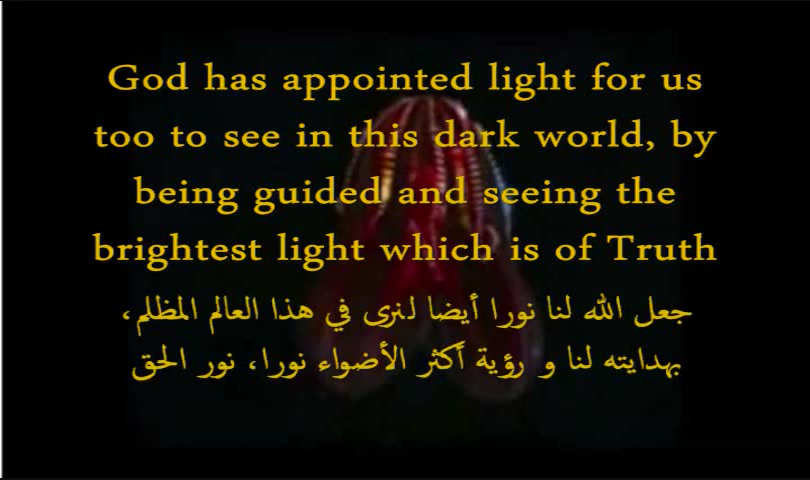 God has appointed light for us
too to see in this dark world, by
being guided and seeing the
brightest light which is of Truth
جعل الله لنا نورا أيضا لنرى في هذا العالم المظلم،
بهدايته لنا و رؤية أكثر الأضواء نورا، نور الحق